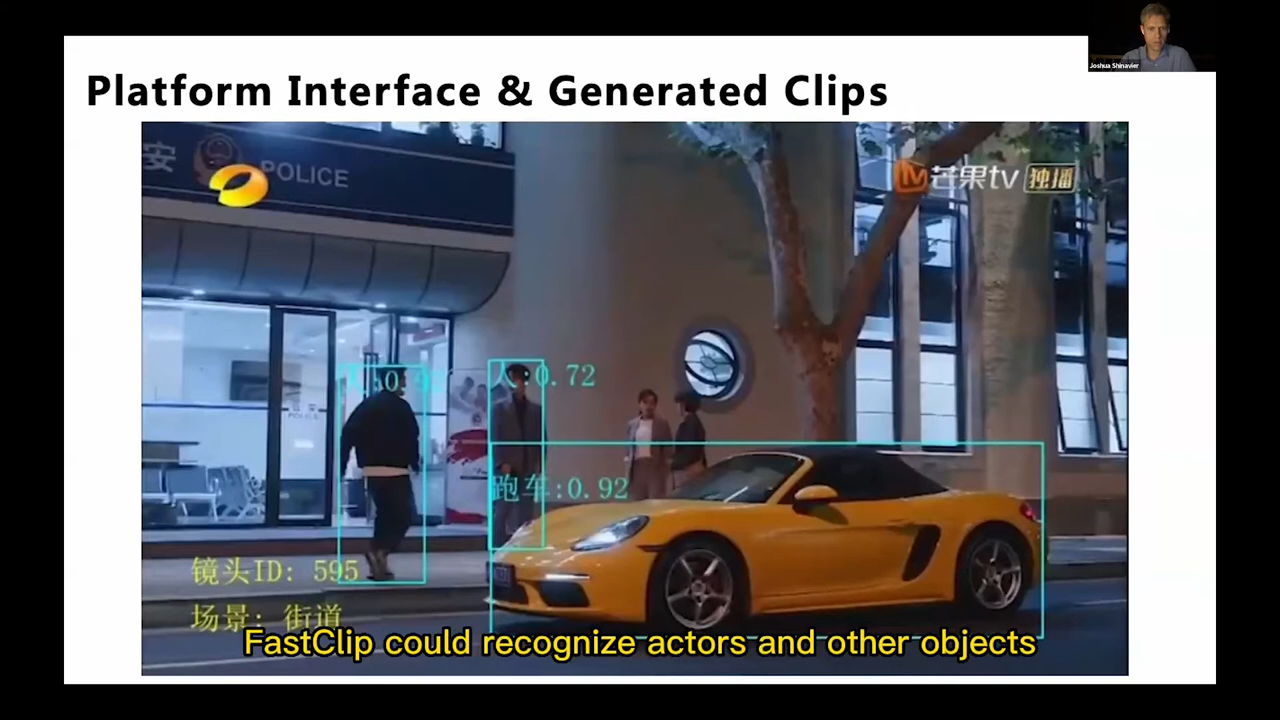 Joshua Shinavier
Platform Interface & Generated Clips
安 POLICE
芒果tv 独播
人:0.72
跑车:0.92
POLICE
镜头ID: 595
场景: 街道
FastClip could recognize actors and other objects